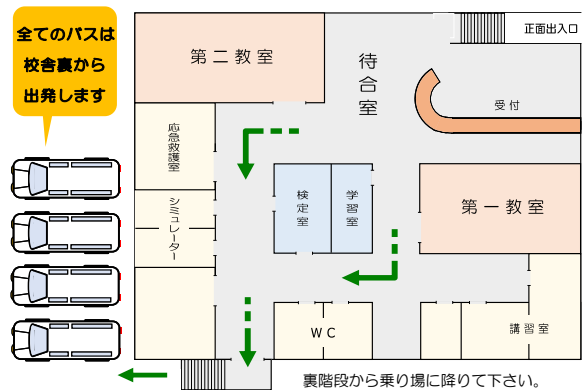 全てのバスは
校舎裏から
出発します
第二教室
待合室
正面出入口
受付
応急救護室
シミュレーター
検定室
学習室
第一教室
WC
講習室
裏階段から乗り場に降りて下さい。